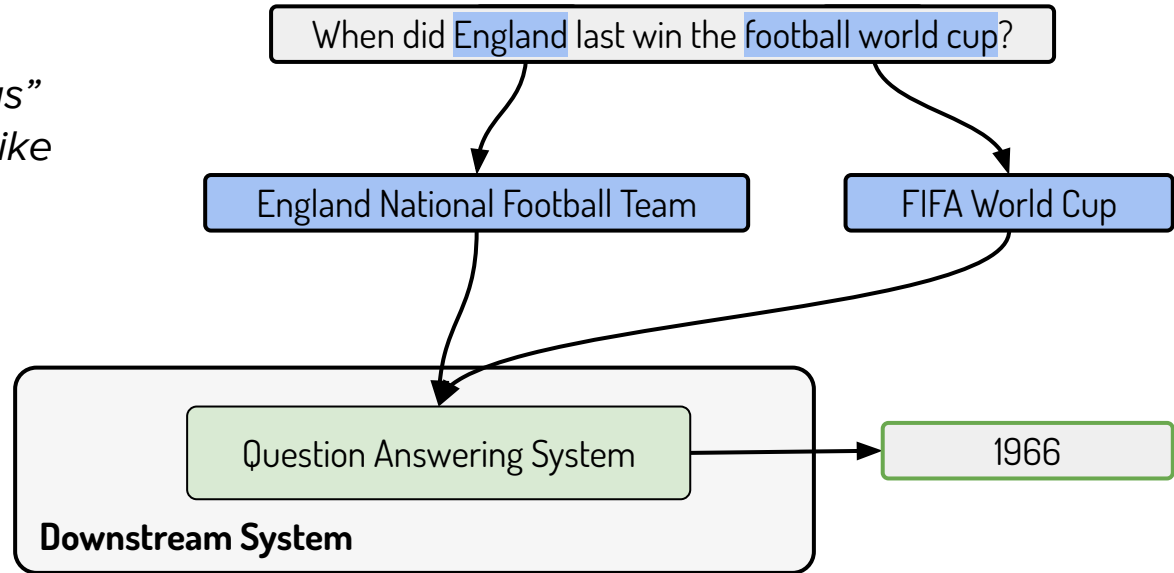 When did England last win the football world cup?
s”
ike
England National Football Team
FIFA World Cup
Question Answering System
1966
Downstream System